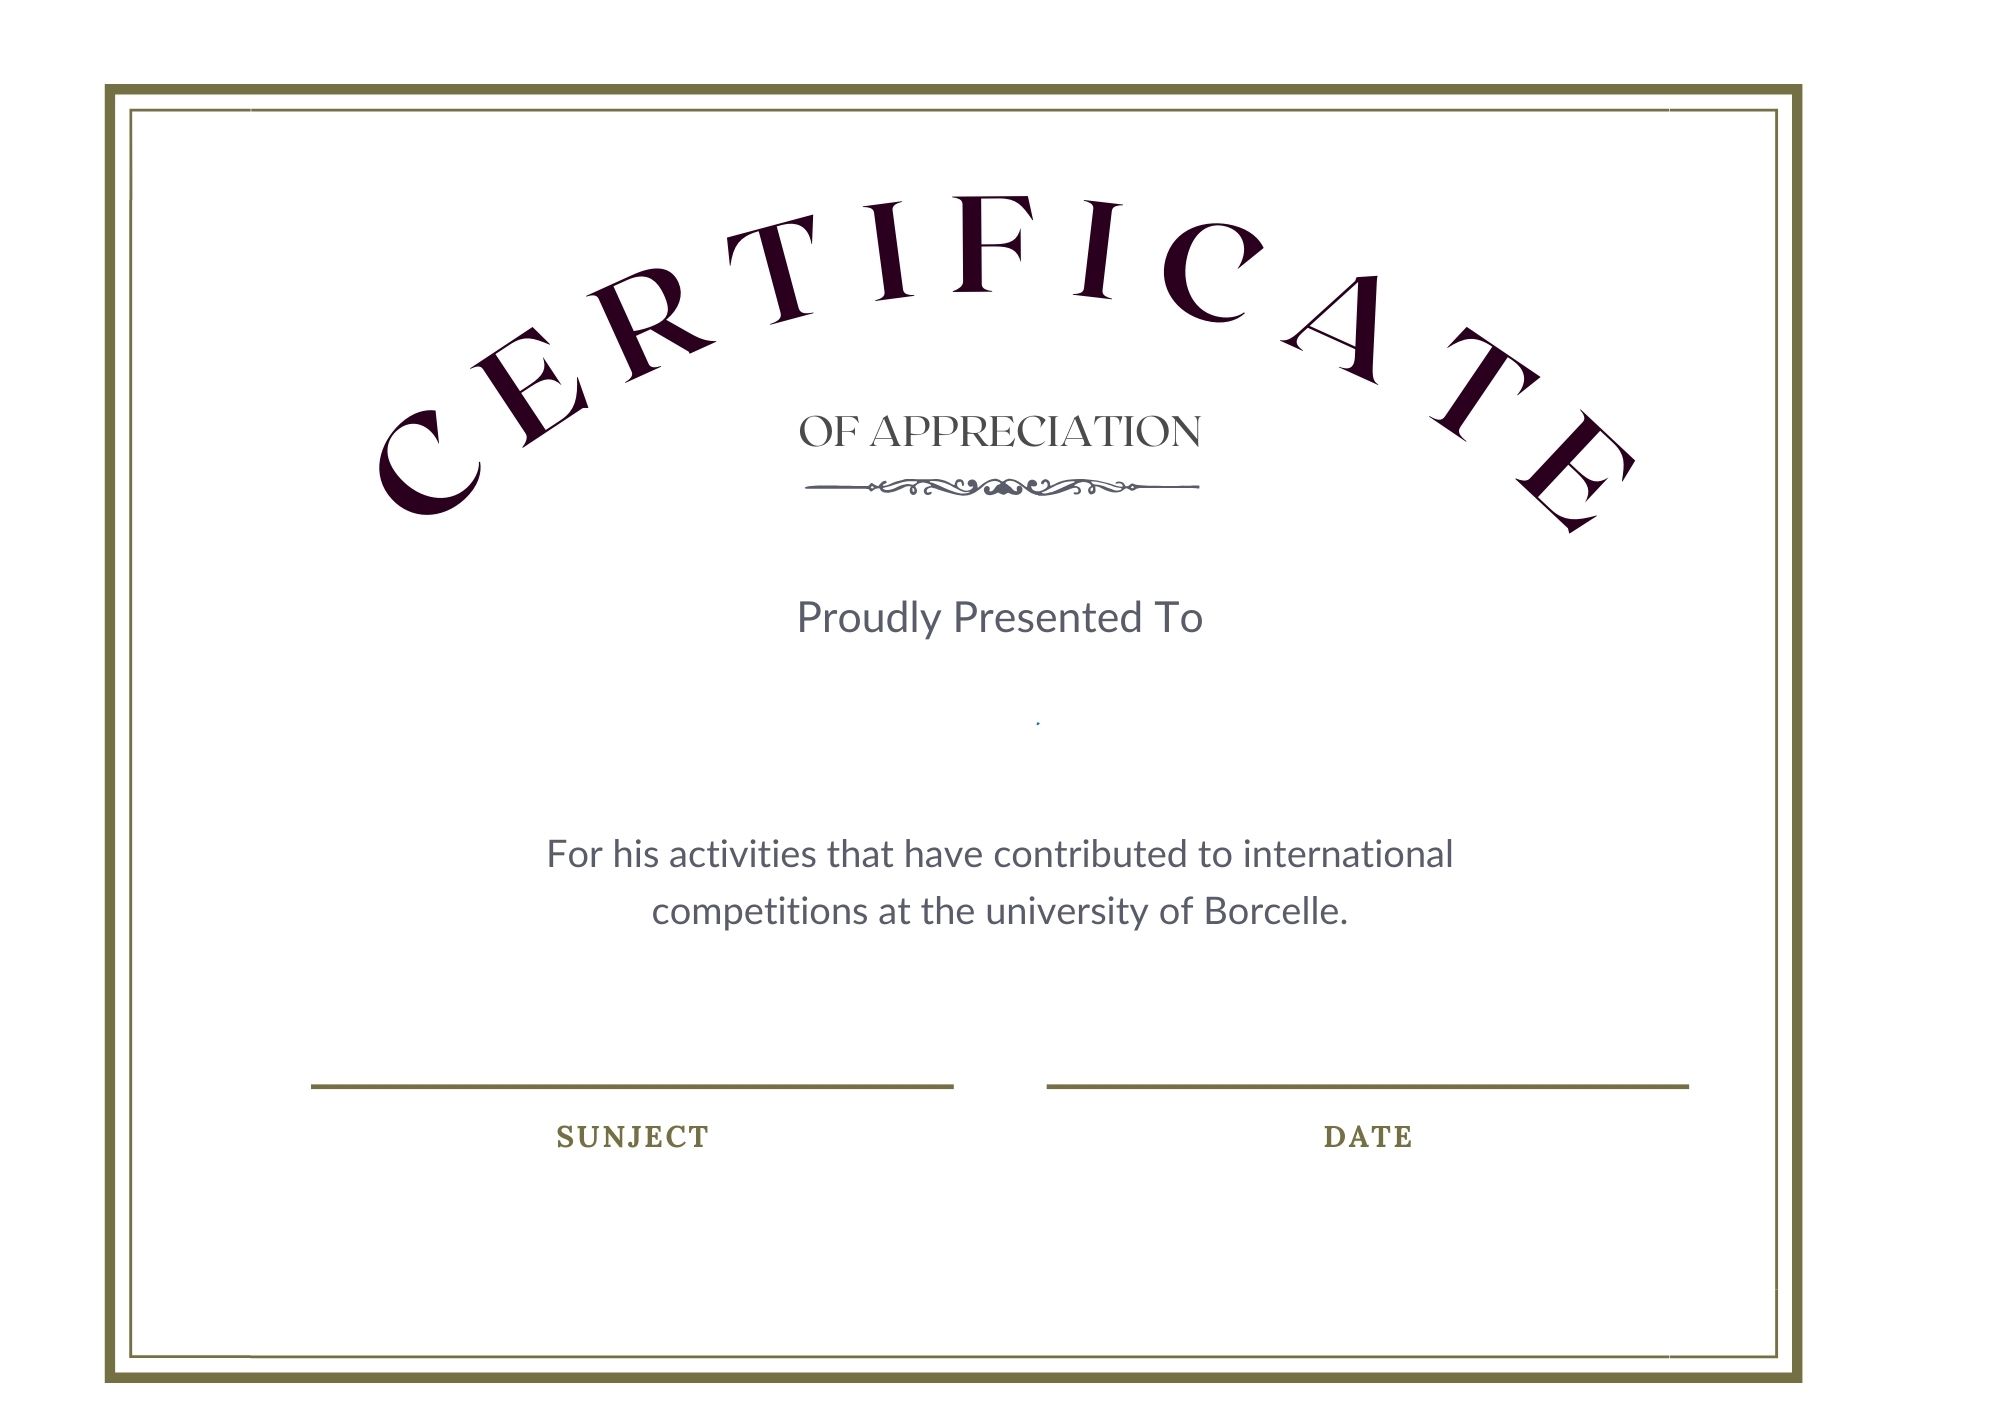 CERTIFICATE
OF APPRECIATION
Proudly Presented To
For his activities that have contributed to international
competitions at the university of Borcelle.
SUNJECT
DATE